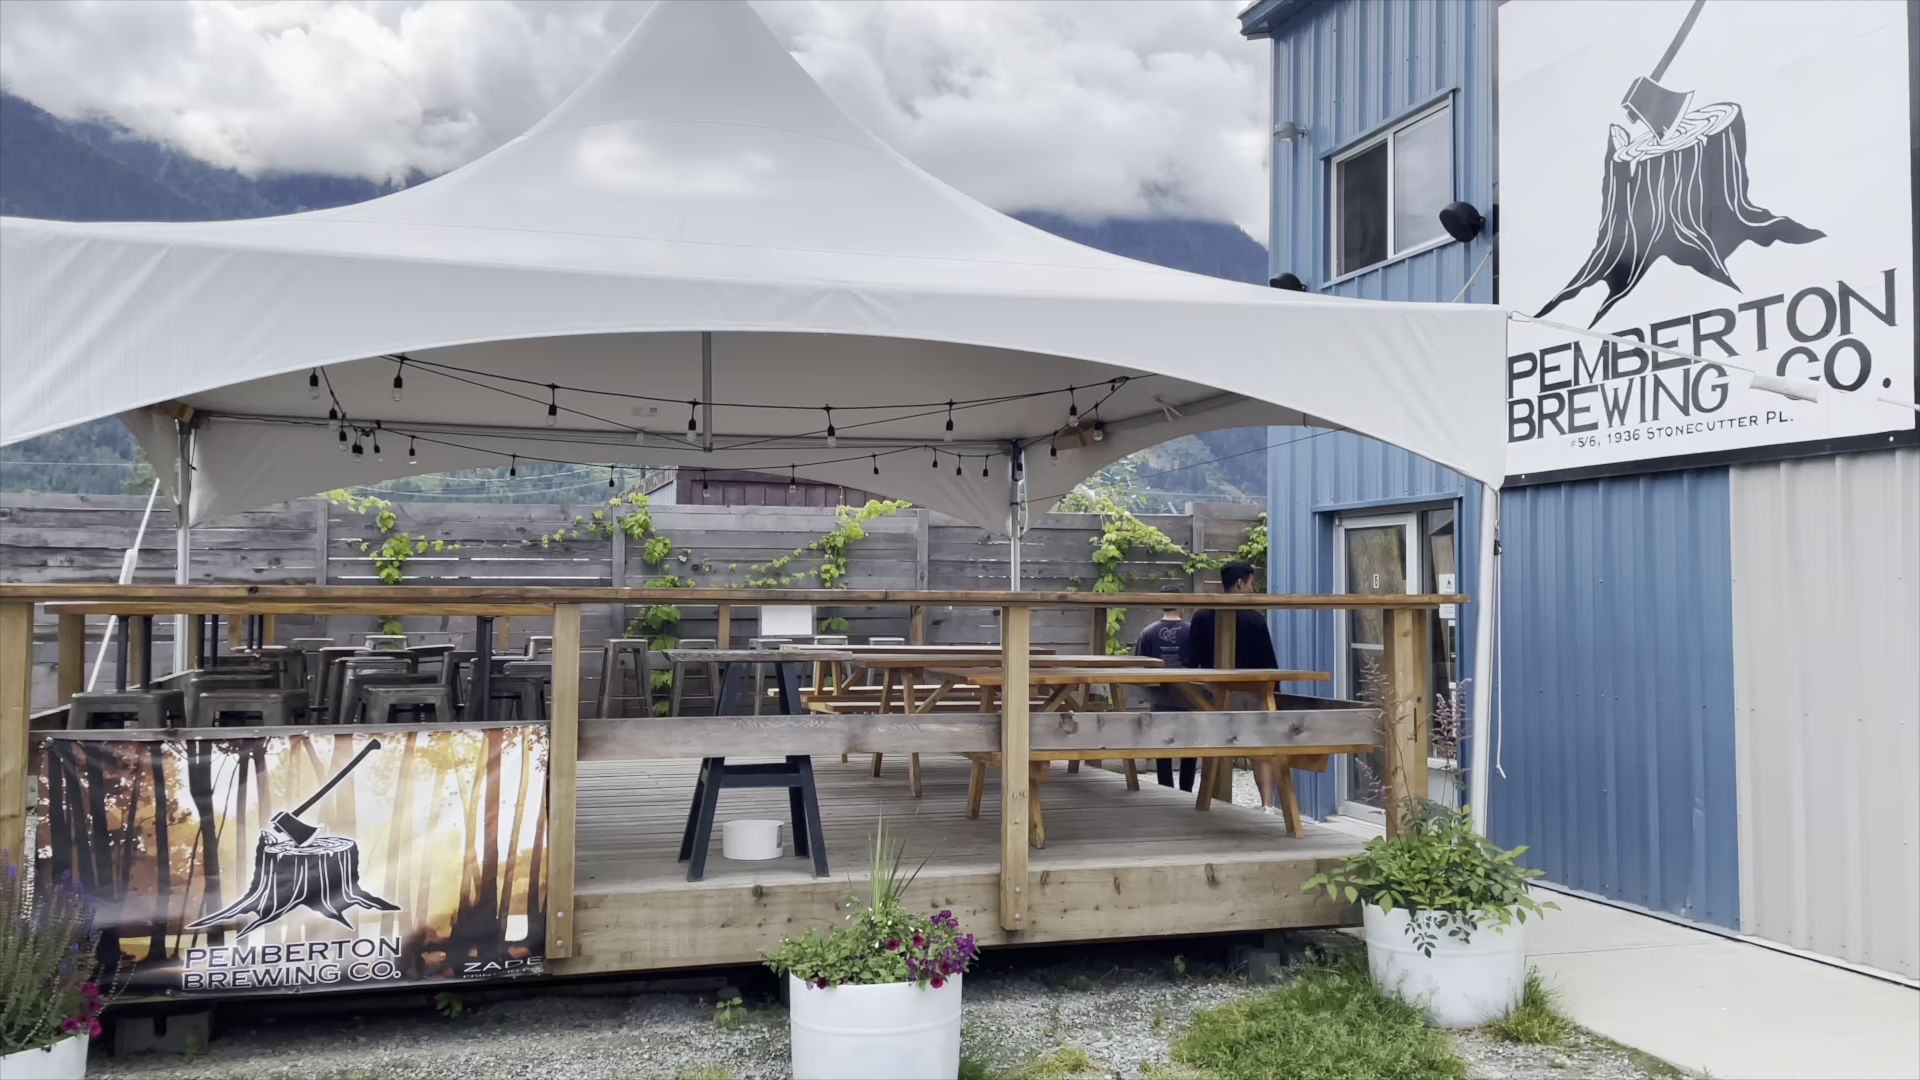 PEMBERTON
BREWING CO.
#5/6, 1936 STONECUTTER PL.
PEMBERTON
BREWING CO.
ZADE